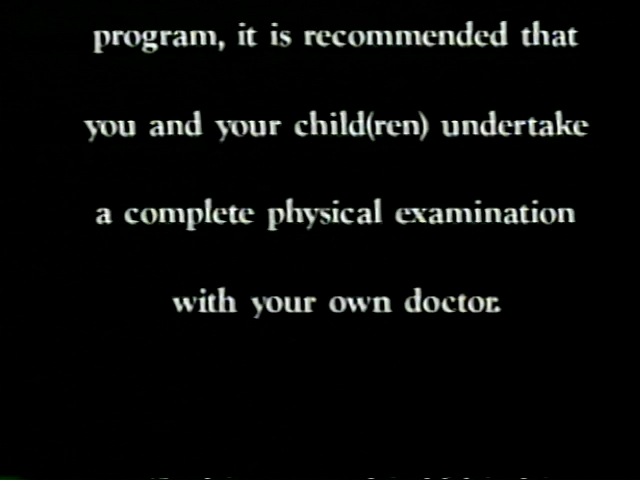 program, it is recommended that
you and your child(ren) undertake
a complete physical examination
with your own doctor.